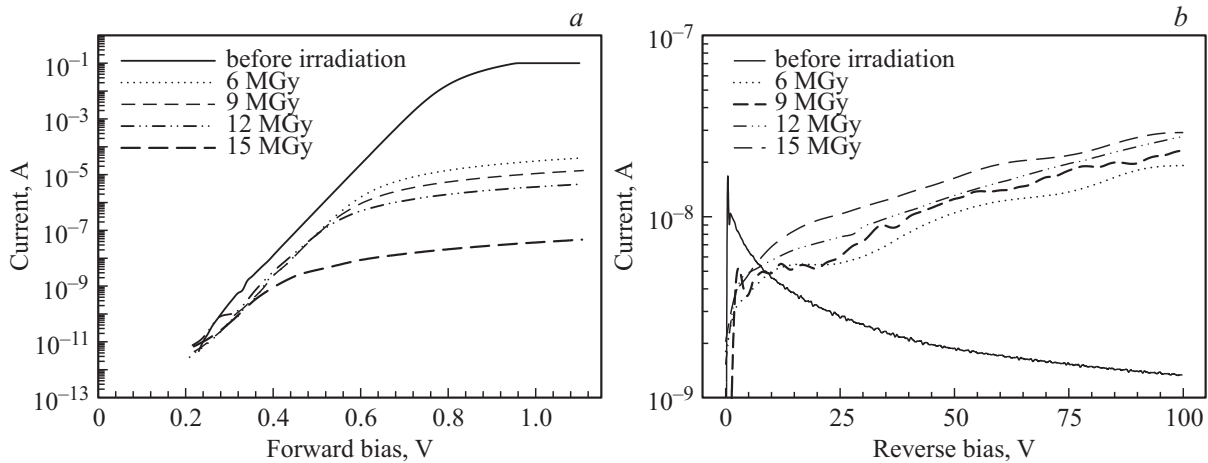 a
before irradiation
6 MGy
9 MGy
12 MGy
15 MGy
10⁻¹
10⁻³
10⁻⁵
10⁻⁷
10⁻⁹
10⁻¹¹
10⁻¹³
Current, A
0 0.2 0.4 0.6 0.8 1.0
Forward bias, V
b
before irradiation
6 MGy
9 MGy
12 MGy
15 MGy
10⁻⁷
10⁻⁸
10⁻⁹
Current, A
0 25 50 75 100
Reverse bias, V